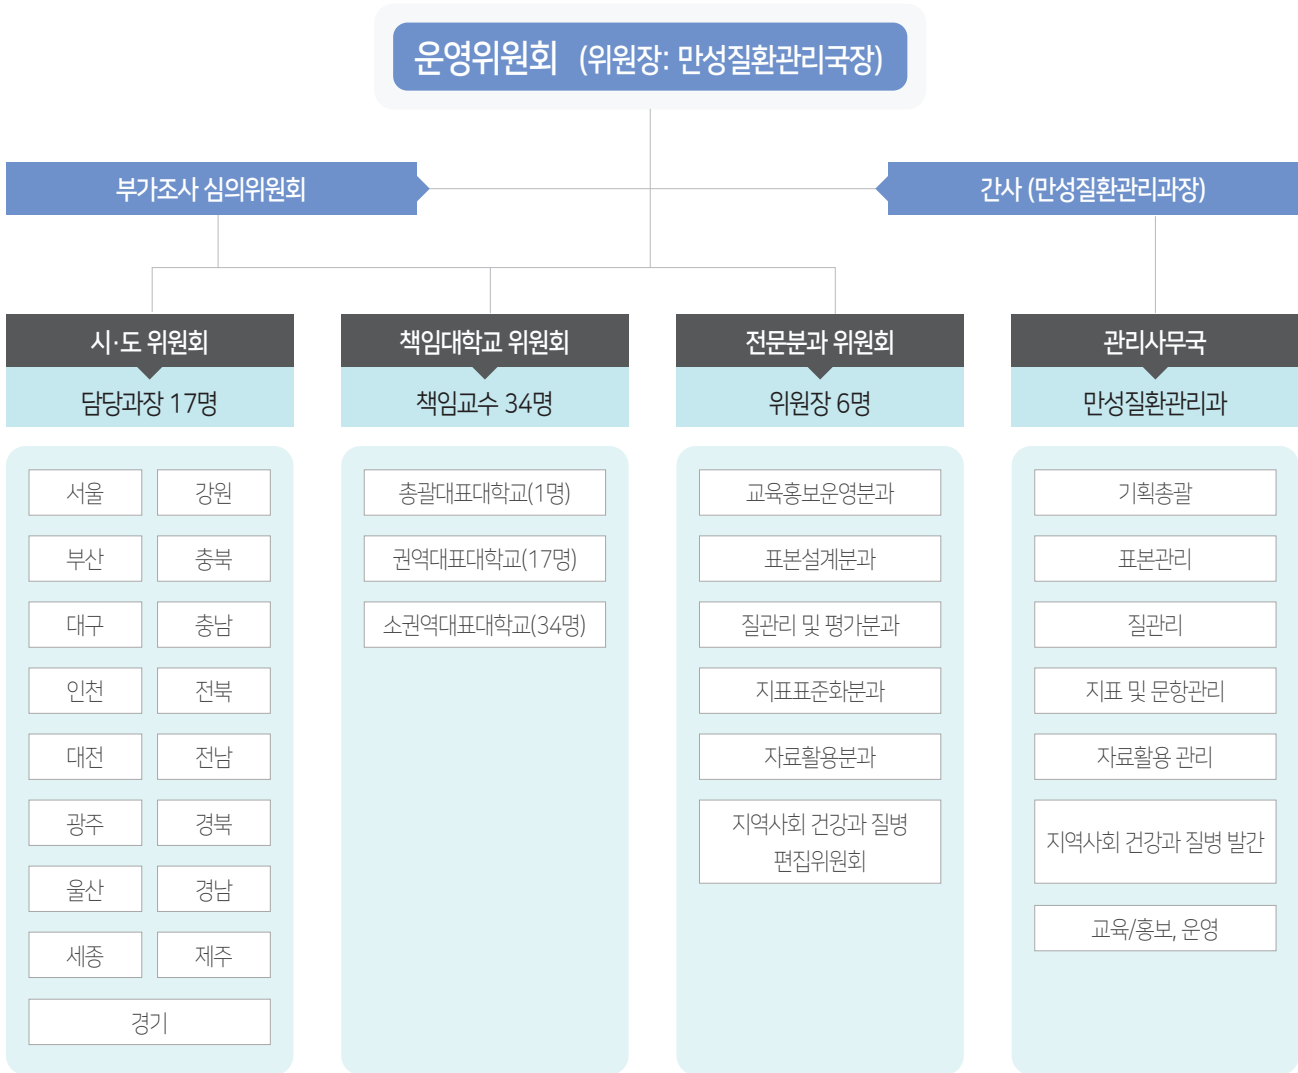 운영위원회 (위원장: 만성질환관리국장)
부가조사 심의위원회
간사 (만성질환관리과장)
시·도 위원회
담당과장 17명
서울
강원
부산
충북
대구
충남
인천
전북
대전
전남
광주
경북
울산
경남
세종
제주
경기
책임대학교 위원회
책임교수 34명
총괄대표대학교(1명)
권역대표대학교(17명)
소권역대표대학교(34명)
전문분과 위원회
위원장 6명
교육홍보운영분과
표본설계분과
질관리 및 평가분과
지표표준화분과
자료활용분과
지역사회 건강과 질병
편집위원회
관리사무국
만성질환관리과
기획총괄
표본관리
질관리
지표 및 문항관리
자료활용 관리
지역사회 건강과 질병 발간
교육/홍보, 운영